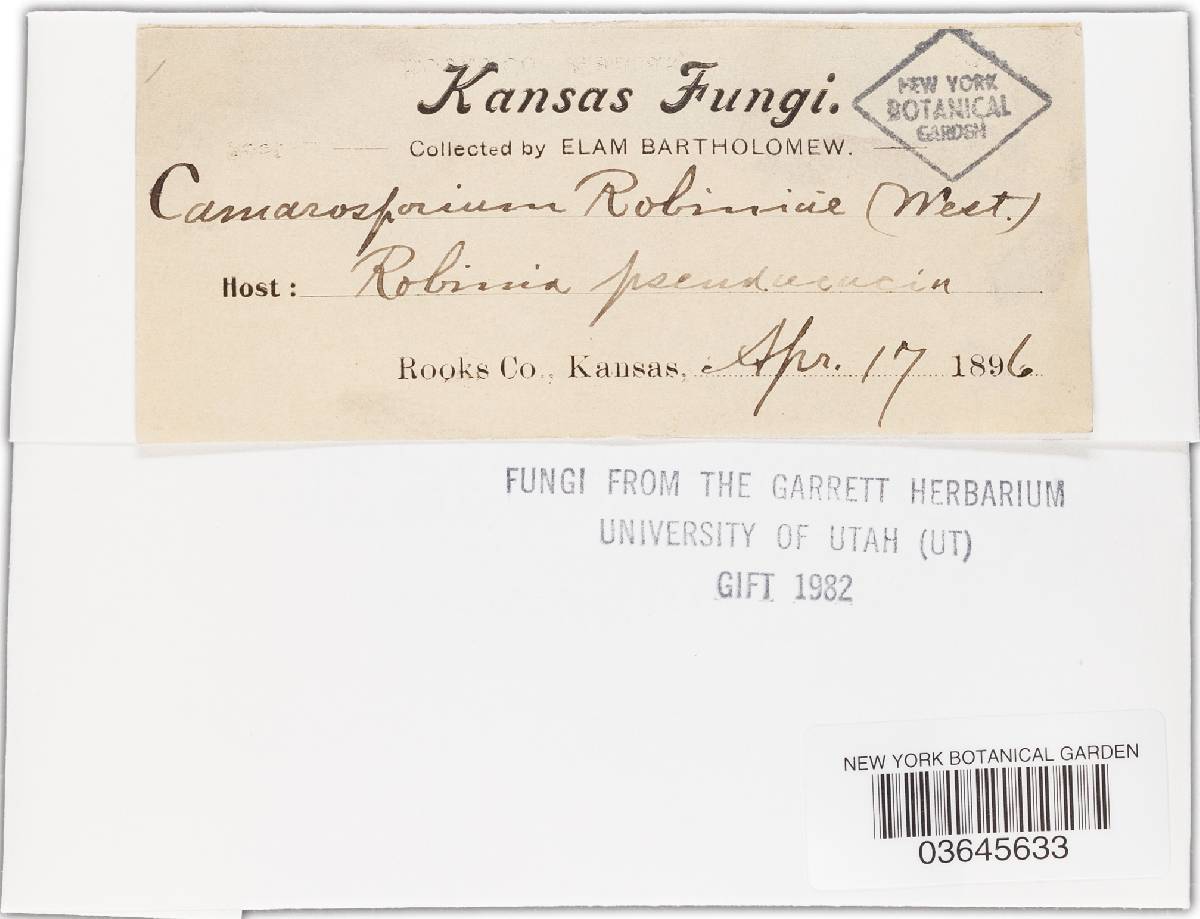 Kansas Fungi.
NEW YORK
BOTANICAL
GARDEN
Collected by ELAM BARTHOLOMEW.
Camarosporium Robiniae (West.)
Host: Robinia pseudacacia
Rooks Co., Kansas, Apr. 17 1896
FUNGI FROM THE GARRETT HERBARIUM
UNIVERSITY OF UTAH (UT)
GIFT 1982
NEW YORK BOTANICAL GARDEN
03645633